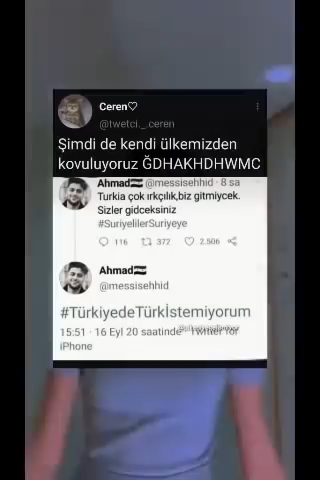 Ceren♡
@twetci._.ceren
Şimdi de kendi ülkemizden
kovuluyoruz ĞDHAKHDHWMC
Ahmad @messisehhid · 8 sa
Turkia çok ırkçılık,biz gitmiycek.
Sizler gidceksiniz
#SuriyelilerSuriyeye
116 372 2.506
Ahmad
@messisehhid
#TürkiyedeTürkİstemiyorum
15:51 · 16 Eyl 20 saatinde · Twitter for
iPhone